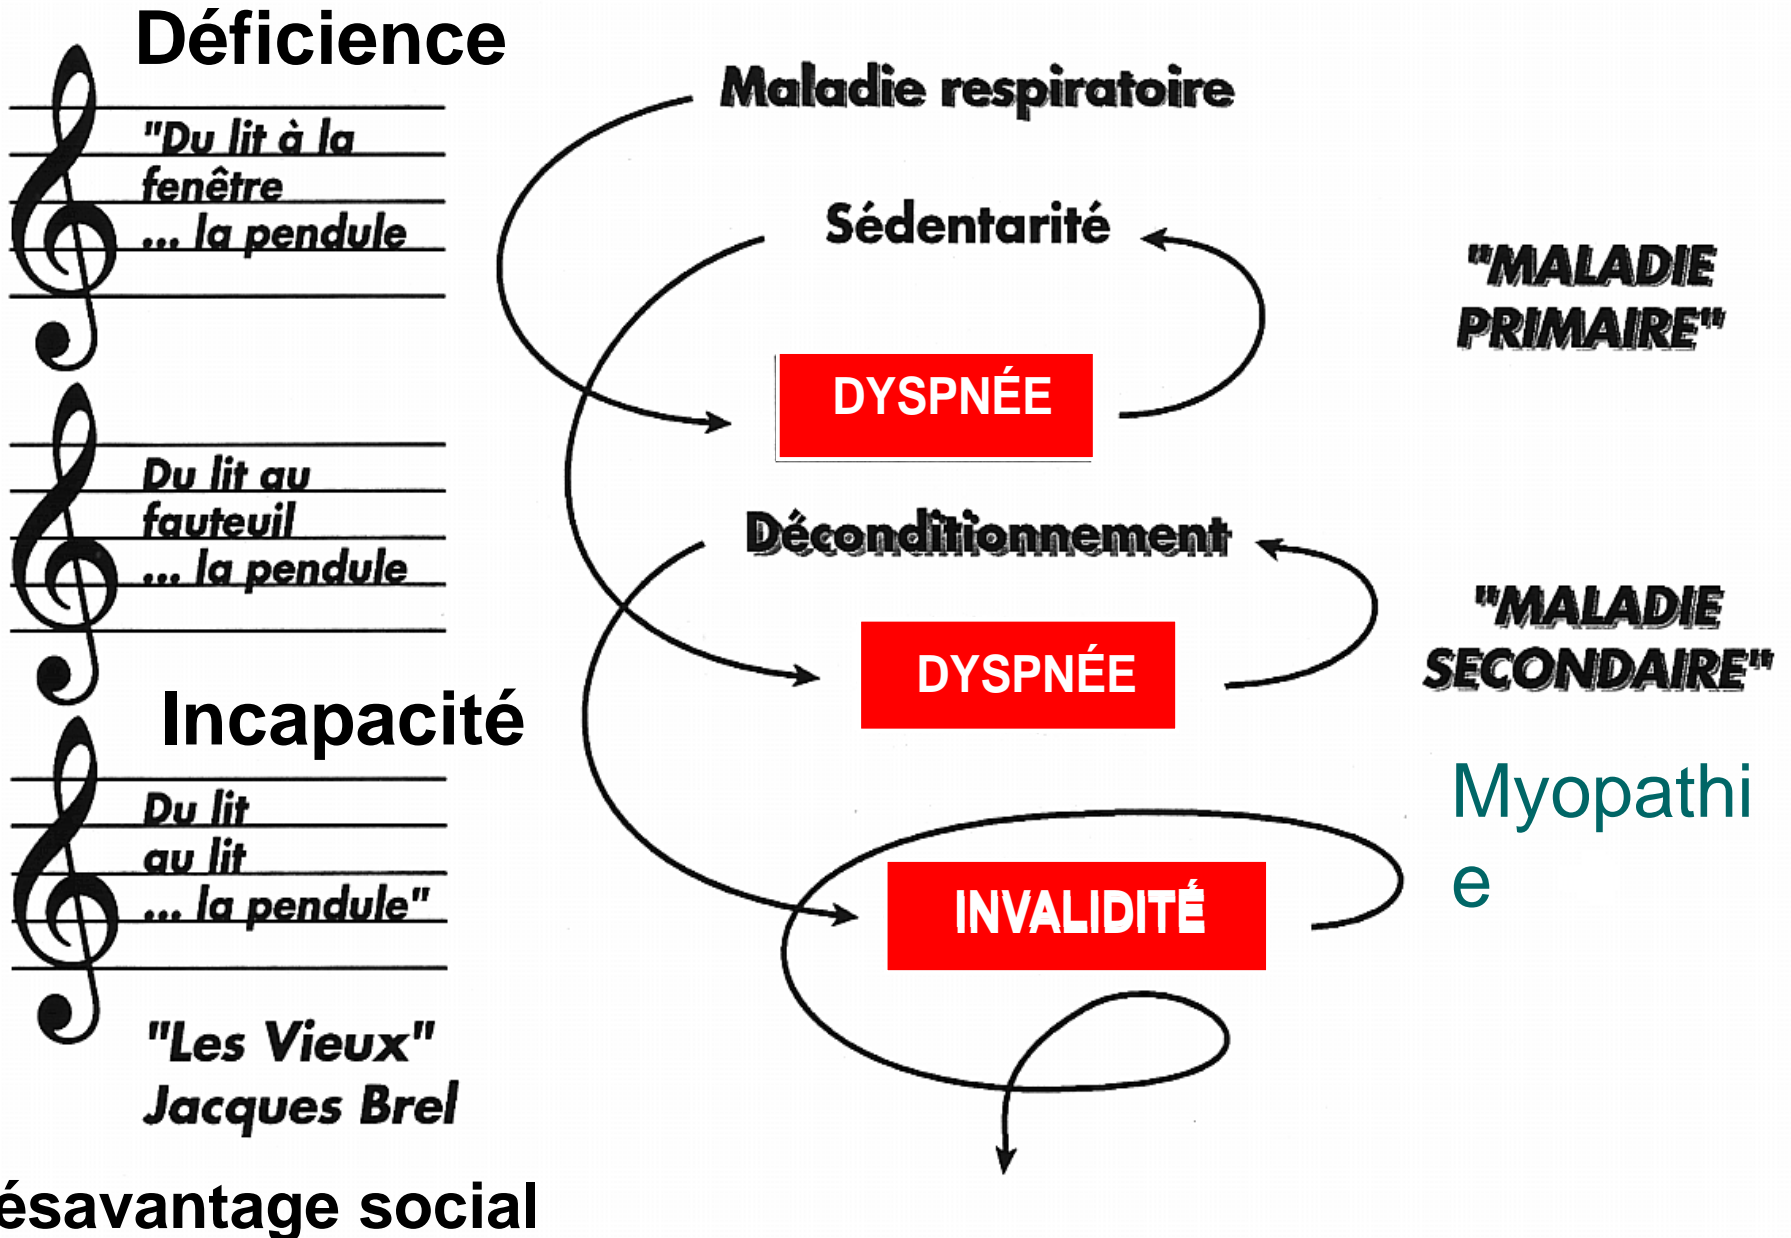 Déficience
"Du lit à la
fenêtre
... la pendule
Du lit au
fauteuil
... la pendule
Incapacité
Du lit
au lit
... la pendule"
"Les Vieux"
Jacques Brel
ésavantage social
Maladie respiratoire
Sédentarité
DYSPNÉE
Déconditionnement
DYSPNÉE
INVALIDITÉ
"MALADIE
PRIMAIRE"
"MALADIE
SECONDAIRE"
Myopathi
e